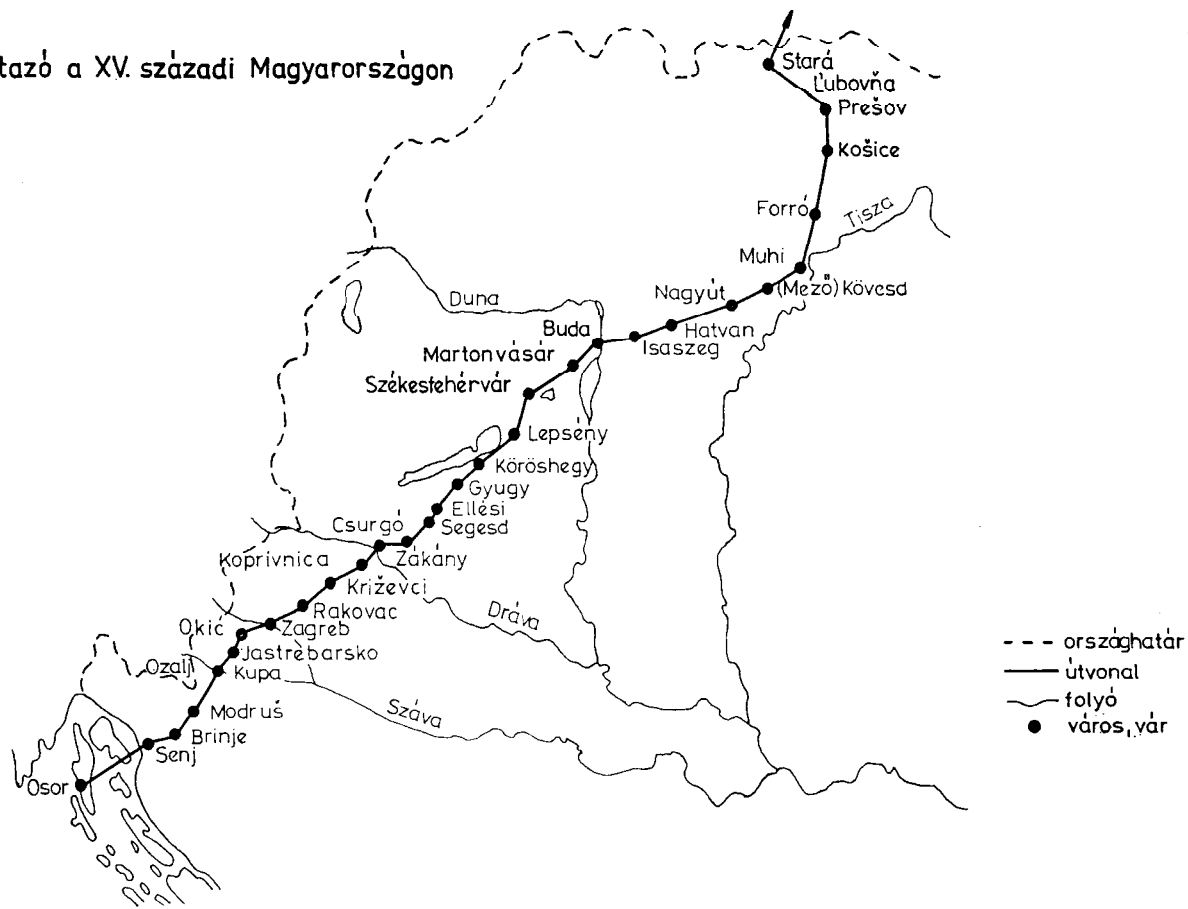 tazó a XV. századi Magyarországon
Stará
Ľubovňa
Prešov
Košice
Forró
Tisza
Muhi
(Mező) Kövesd
Nagyút
Hatvan
Isaszeg
Duna
Buda
Martonvásár
Székesfehérvár
Lepsény
Köröshegy
Gyugy
Ellési
Segesd
Csurgó
Zákány
Koprivnica
Križevci
Rakovac
Dráva
Okić
Zagreb
Jastrebarsko
Ozalj
Kupa
Modruš
Száva
Brinje
Senj
Osor
országhatár
útvonal
folyó
város, vár